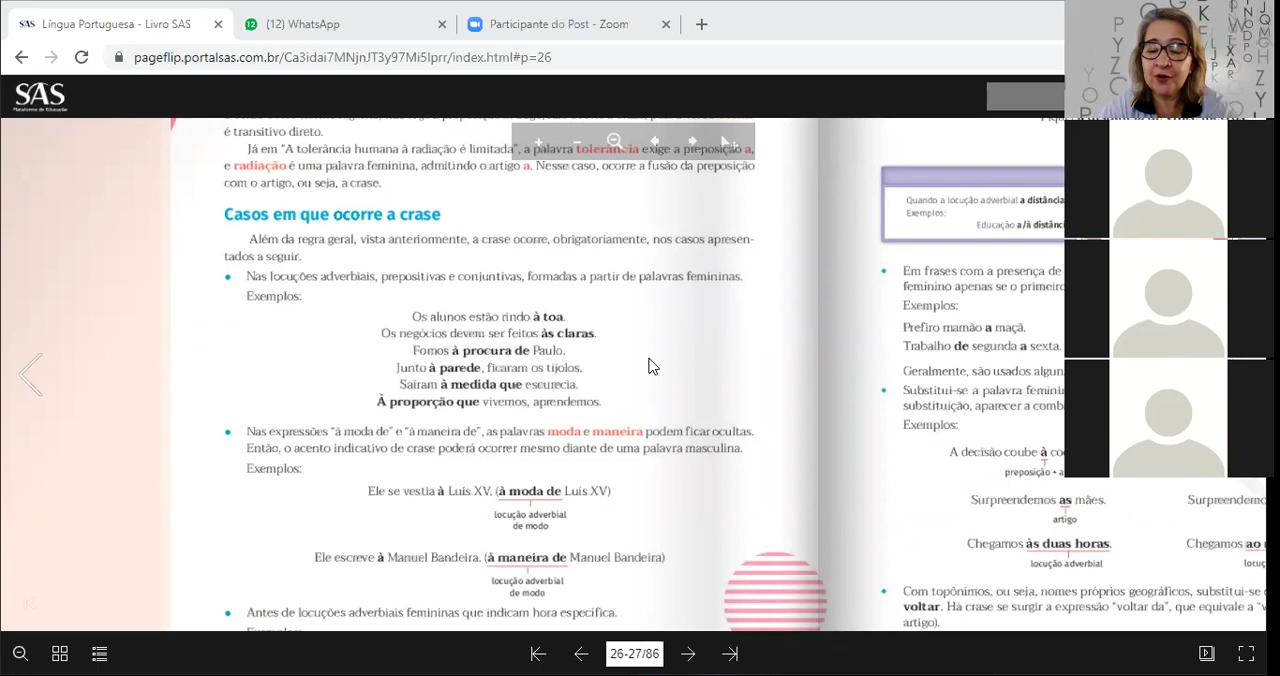 Língua Portuguesa - Livro SAS
(12) WhatsApp
Participante do Post - Zoom
pageflip.portalsas.com.br/Ca3idai7MNjnJT3y97Mi5lprr/index.html#p=26
SAS
Plataforma de Educação
é transitivo direto.
Já em “A tolerância humana à radiação é limitada”, a palavra tolerância exige a preposição a,
e radiação é uma palavra feminina, admitindo o artigo a. Nesse caso, ocorre a fusão da preposição
com o artigo, ou seja, a crase.
Casos em que ocorre a crase
Além da regra geral, vista anteriormente, a crase ocorre, obrigatoriamente, nos casos apresen-
tados a seguir.
• Nas locuções adverbiais, prepositivas e conjuntivas, formadas a partir de palavras femininas.
Exemplos:
Os alunos estão rindo à toa.
Os negócios devem ser feitos às claras.
Fomos à procura de Paulo.
Junto à parede, ficaram os tijolos.
Saíram à medida que escurecia.
À proporção que vivemos, aprendemos.
• Nas expressões “à moda de” e “à maneira de”, as palavras moda e maneira podem ficar ocultas.
Então, o acento indicativo de crase poderá ocorrer mesmo diante de uma palavra masculina.
Exemplos:
Ele se vestia à Luís XV. (à moda de Luís XV)
locução adverbial
de modo
Ele escreve à Manuel Bandeira. (à maneira de Manuel Bandeira)
locução adverbial
de modo
• Antes de locuções adverbiais femininas que indicam hora específica.
Quando a locução adverbial a distância
Exemplos:
Educação a/à distânc
• Em frases com a presença de
feminino apenas se o primeiro
Exemplos:
Prefiro mamão a maçã.
Trabalho de segunda a sexta.
Geralmente, são usados algun
• Substitui-se a palavra feminin
substituição, aparecer a comb
Exemplos:
A decisão coube à coo
preposição + a
Surpreendemos as mães.
Surpreendemo
artigo
Chegamos às duas horas.
Chegamos ao
locução adverbial
locuç
• Com topônimos, ou seja, nomes próprios geográficos, substitui-se o
voltar. Há crase se surgir a expressão “voltar da”, que equivale a “v
artigo).
26-27/86